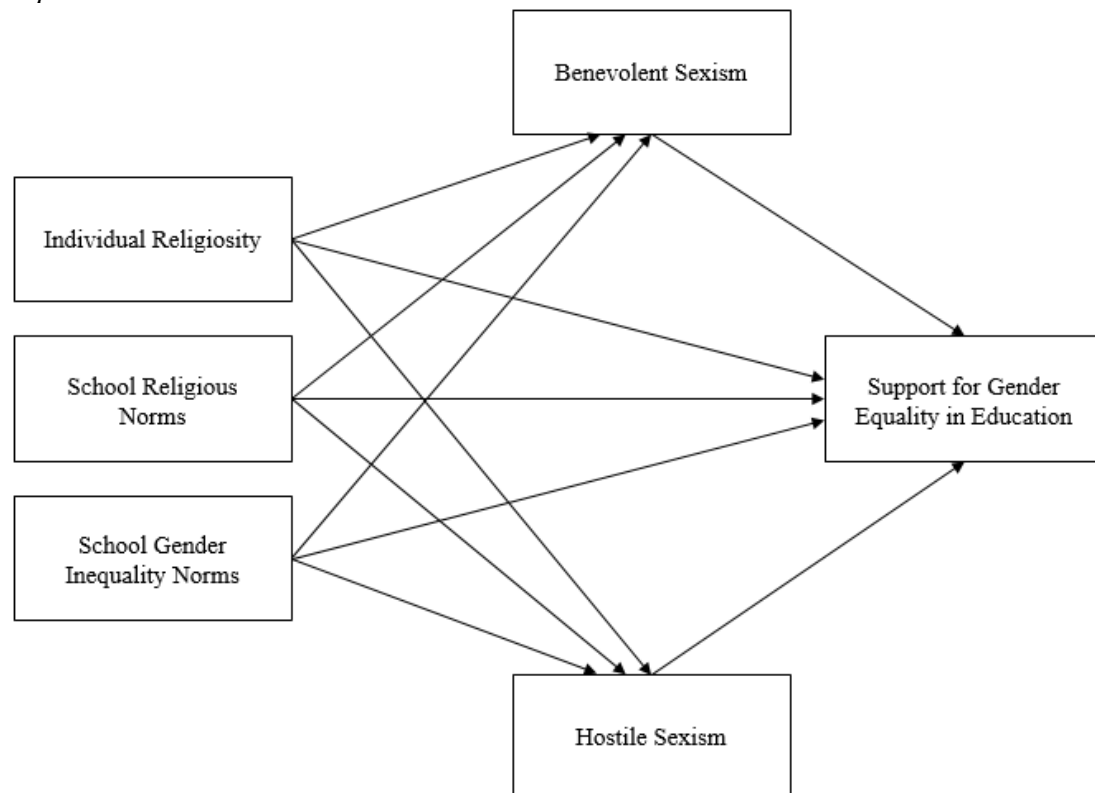 Benevolent Sexism
Individual Religiosity
School Religious
Norms
Support for Gender
Equality in Education
School Gender
Inequality Norms
Hostile Sexism